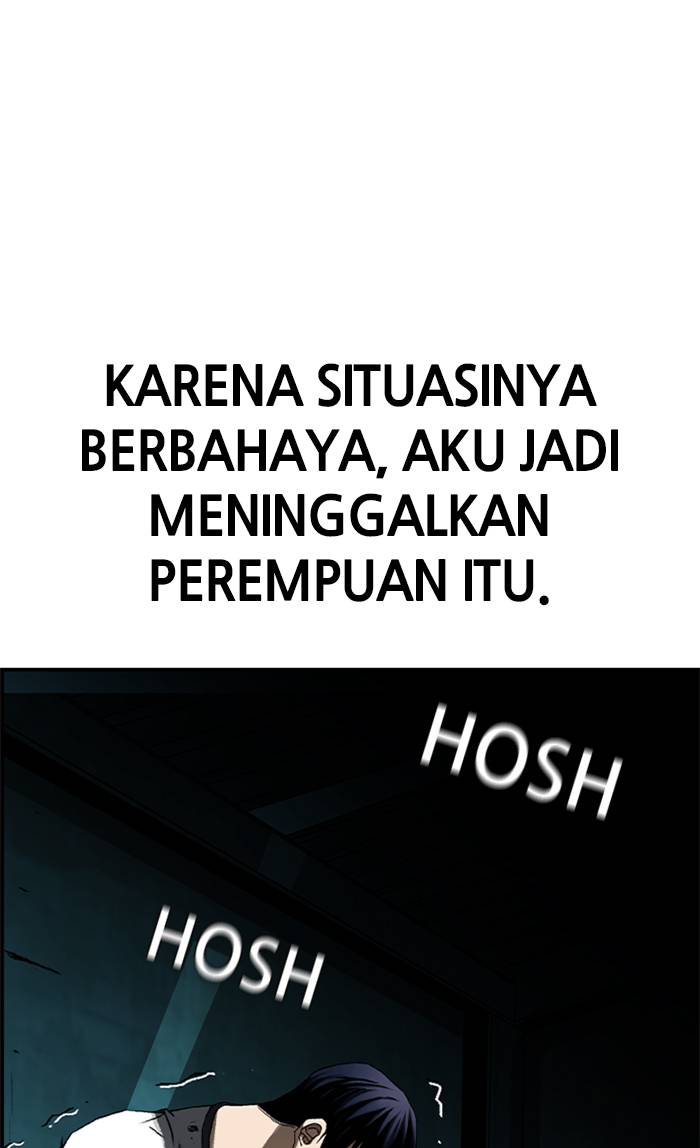 KARENA SITUASINYA
BERBAHAYA, AKU JADI
MENINGGALKAN
PEREMPUAN ITU.
HOSH
HOSH